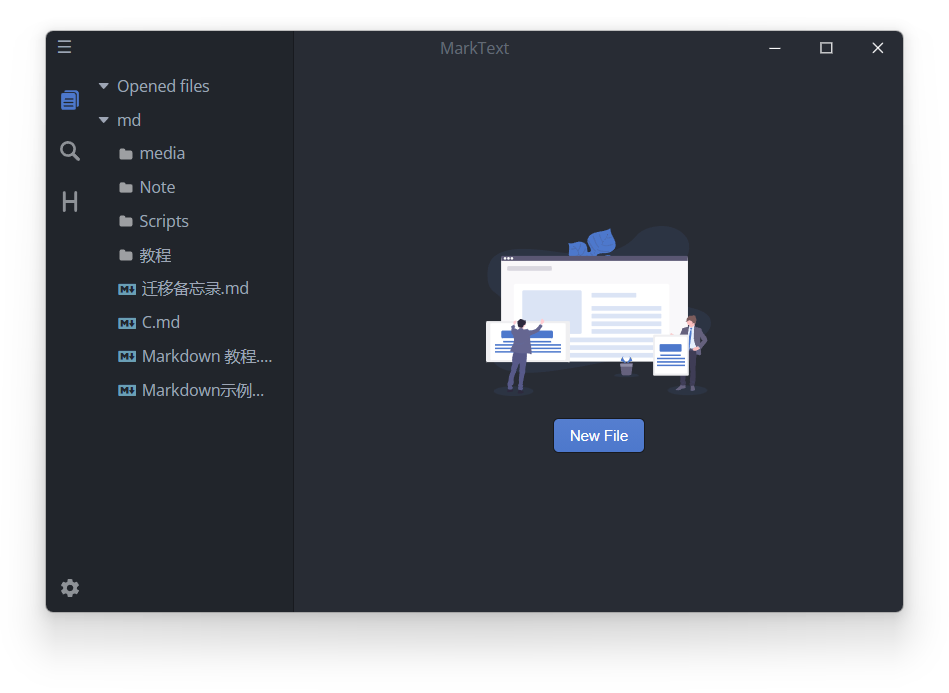 MarkText
Opened files
md
media
Note
Scripts
教程
迁移备忘录.md
C.md
Markdown 教程....
Markdown示例...
New File